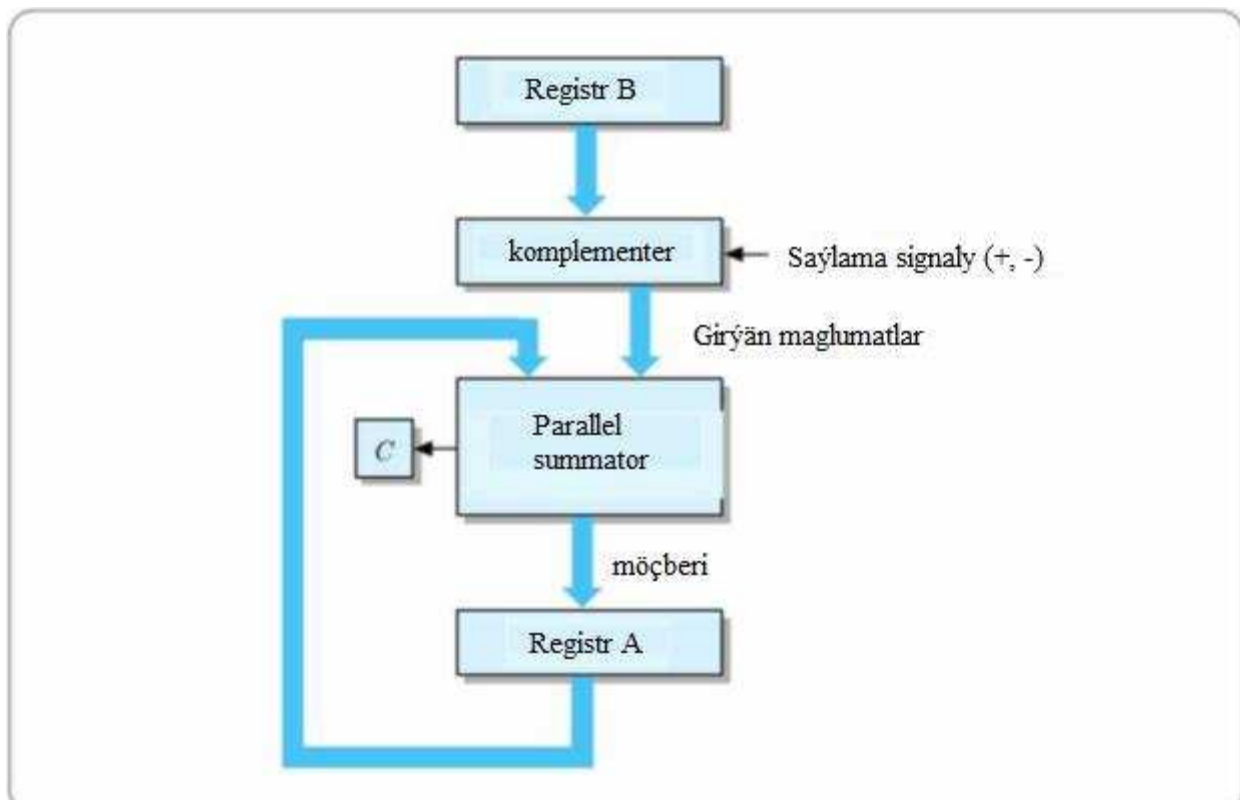 Registr B
komplementer
Saýlama signaly (+, -)
Girýän maglumatlar
Parallel
summator
C
möçberi
Registr A